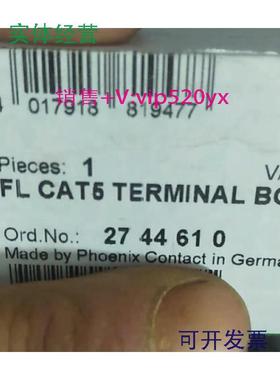 实体经营
017918 819477
销售+V-vip520yx
Pieces: 1
FL CAT5 TERMINAL BO
Ord.No.: 27 44 61 0
Made by Phoenix Contact in Germa
可开发票